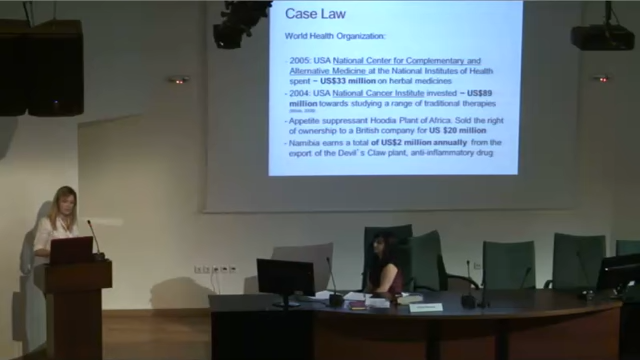 Case Law
World Health Organization:
- 2005: USA National Center for Complementary and
Alternative Medicine at the National Institutes of Health
spent ~ US$33 million on herbal medicines
- 2004: USA National Cancer Institute invested ~ US$89
million towards studying a range of traditional therapies
- Appetite suppressant Hoodia Plant of Africa. Sold the right
of ownership to a British company for US $20 million
- Namibia earns a total of US$2 million annually from the
export of the Devil's Claw plant, anti-inflammatory drug